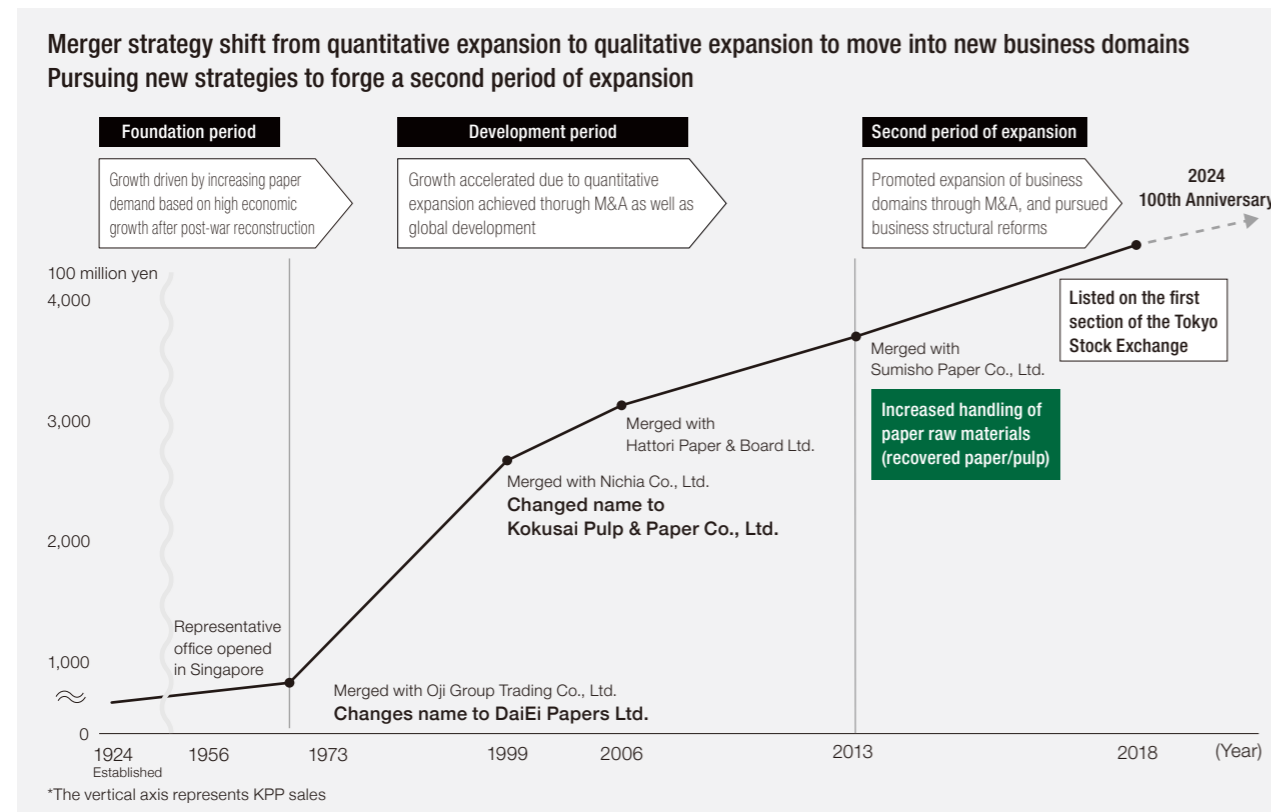 Merger strategy shift from quantitative expansion to qualitative expansion to move into new business domains
Pursuing new strategies to forge a second period of expansion
Foundation period
Growth driven by increasing paper
demand based on high economic
growth after post-war reconstruction
Development period
Growth accelerated due to quantitative
expansion achieved thorugh M&A as well as
global development
Second period of expansion
Promoted expansion of business
domains through M&A, and pursued
business structural reforms
2024
100th Anniversary
100 million yen
4,000
3,000
2,000
1,000
0
Representative
office opened
in Singapore
Merged with Oji Group Trading Co., Ltd.
Changes name to DaiEi Papers Ltd.
Merged with Nichia Co., Ltd.
Changed name to
Kokusai Pulp & Paper Co., Ltd.
Merged with
Hattori Paper & Board Ltd.
Merged with
Sumisho Paper Co., Ltd.
Increased handling of
paper raw materials
(recovered paper/pulp)
Listed on the first
section of the Tokyo
Stock Exchange
1924
Established
1956
1973
1999
2006
2013
2018
(Year)
*The vertical axis represents KPP sales